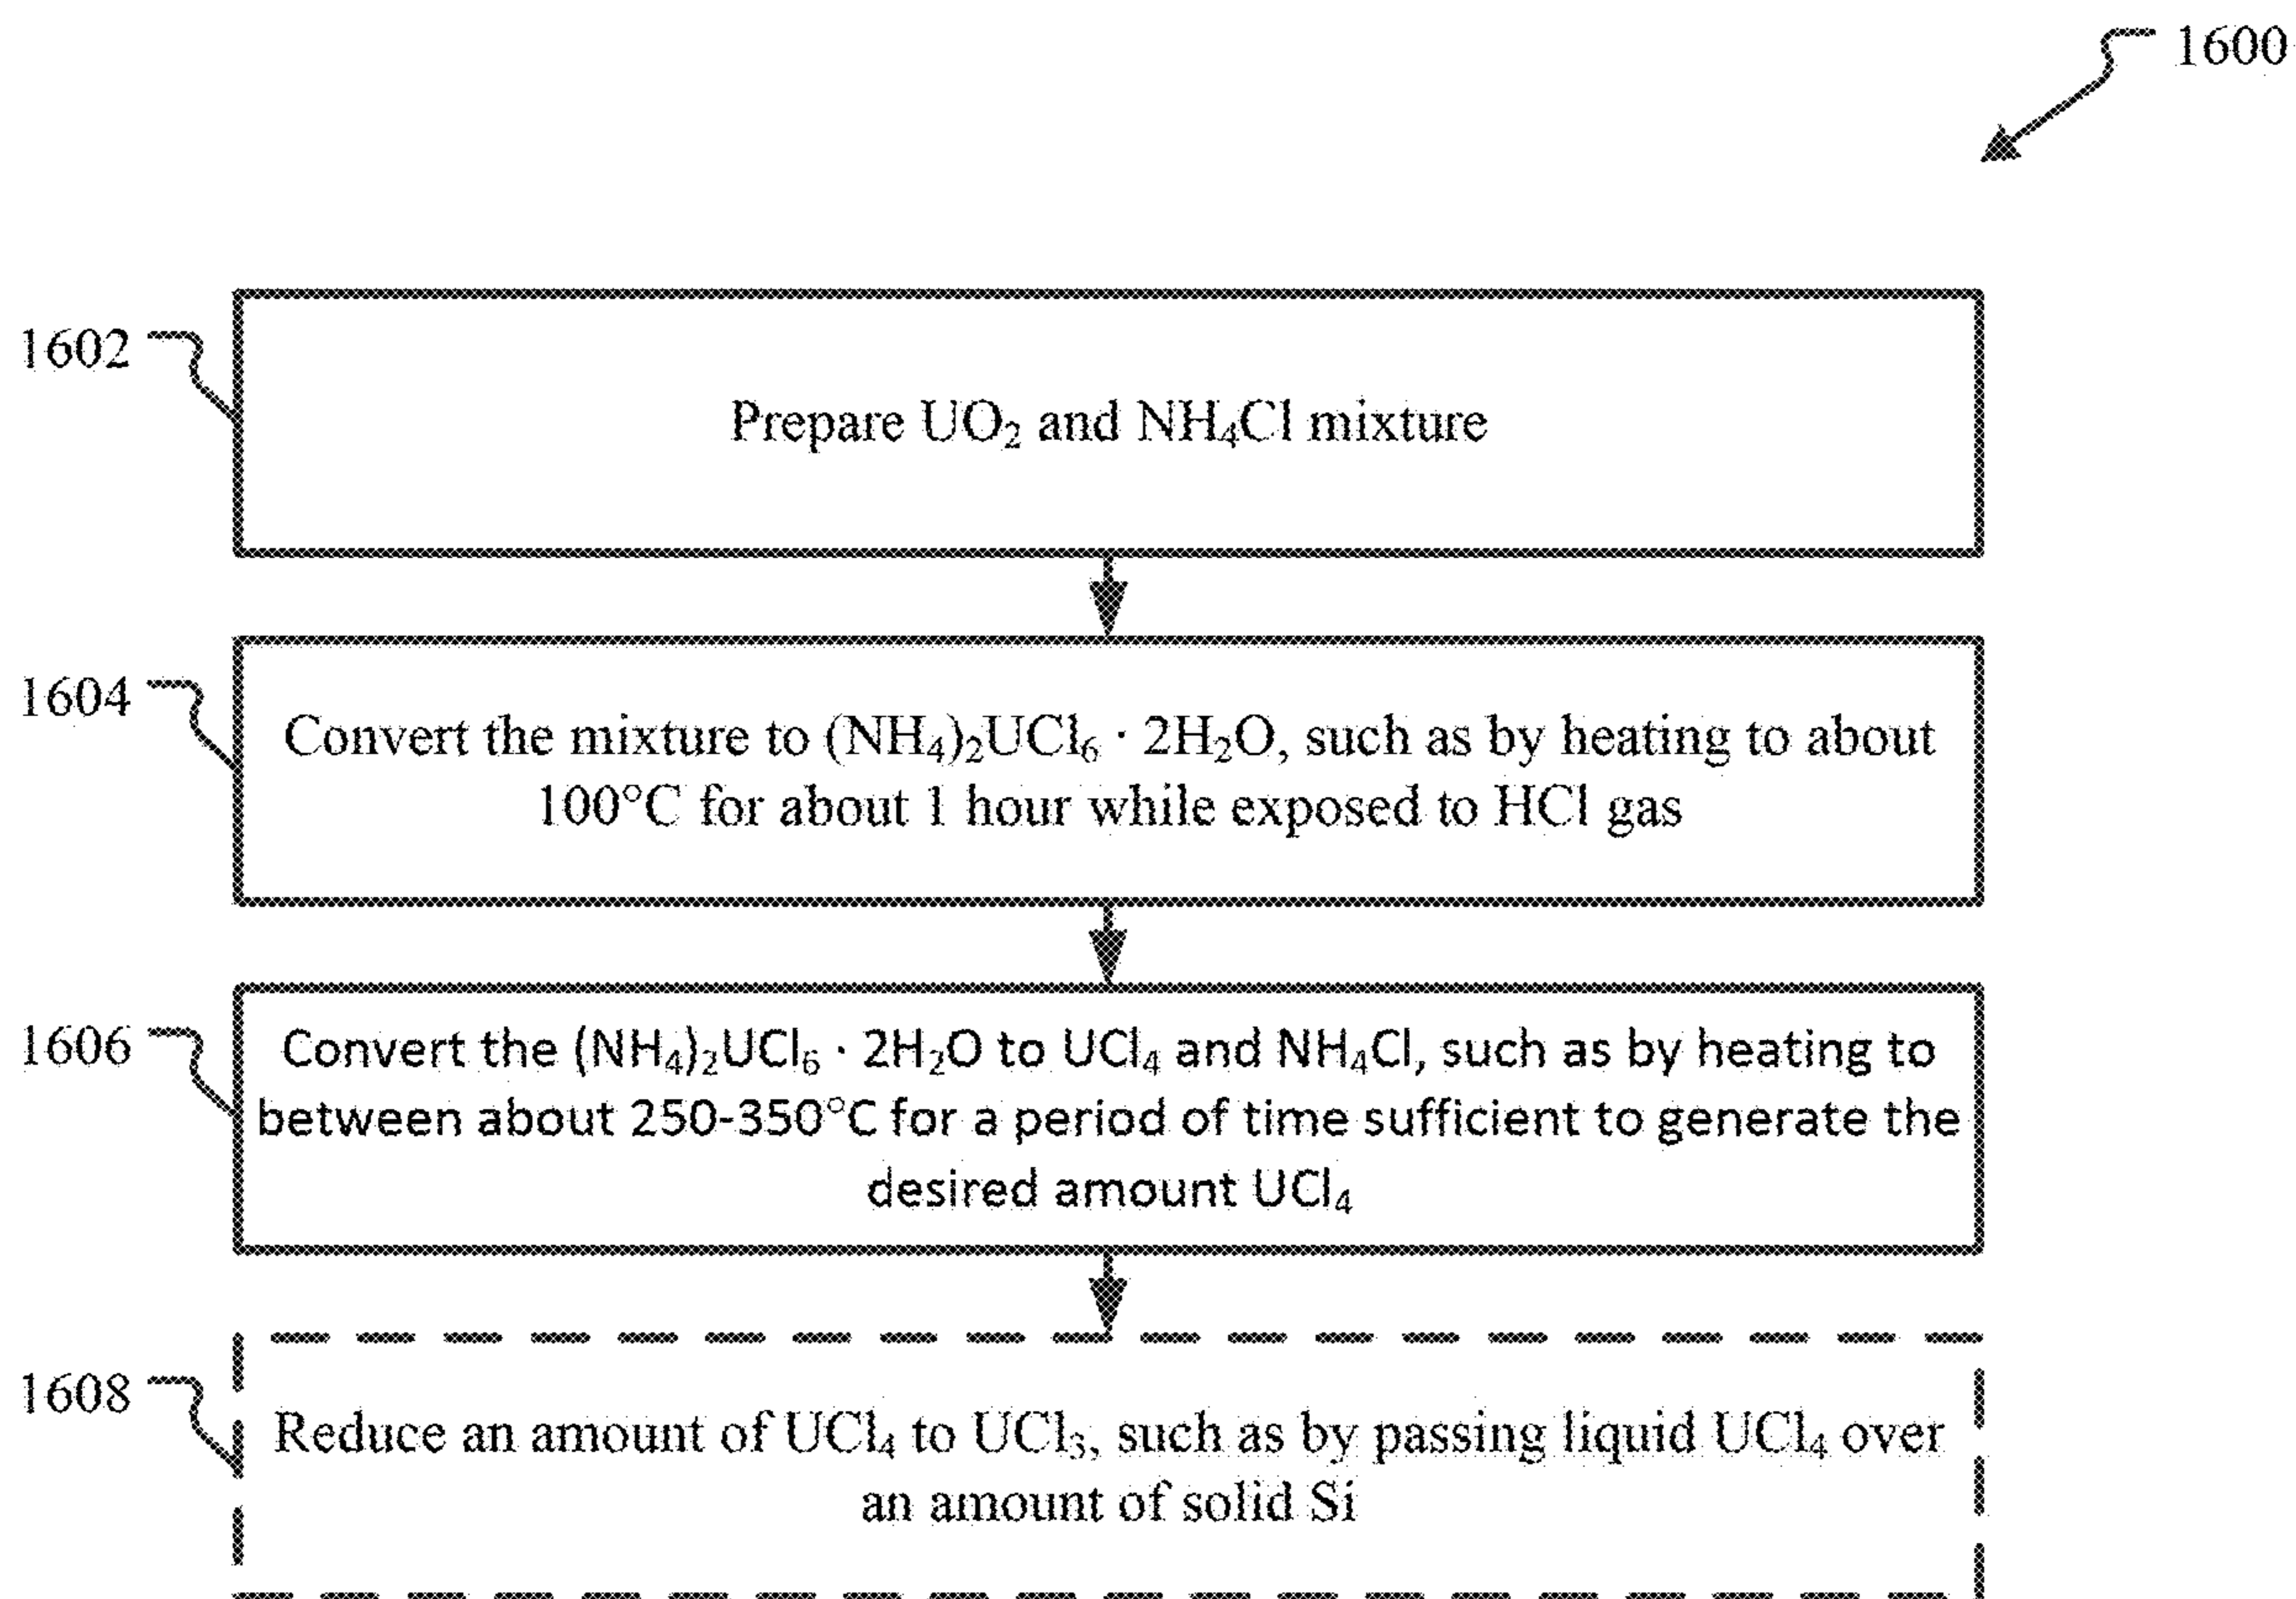 1600
1602
Prepare UO₂ and NH₄Cl mixture
1604
Convert the mixture to (NH₄)₂UCl₆ · 2H₂O, such as by heating to about
100°C for about 1 hour while exposed to HCl gas
1606
Convert the (NH₄)₂UCl₆ · 2H₂O to UCl₄ and NH₄Cl, such as by heating to
between about 250-350°C for a period of time sufficient to generate the
desired amount UCl₄
1608
Reduce an amount of UCl₄ to UCl₃, such as by passing liquid UCl₄ over
an amount of solid Si